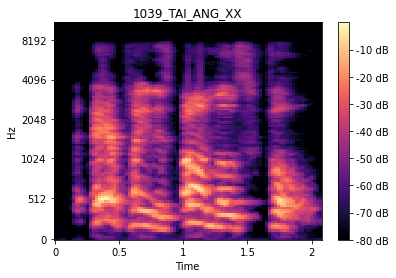 1039_TAI_ANG_XX
8192
4096
2048
1024
512
0
Hz
0
0.5
1
1.5
2
Time
-10 dB
-20 dB
-30 dB
-40 dB
-50 dB
-60 dB
-70 dB
-80 dB